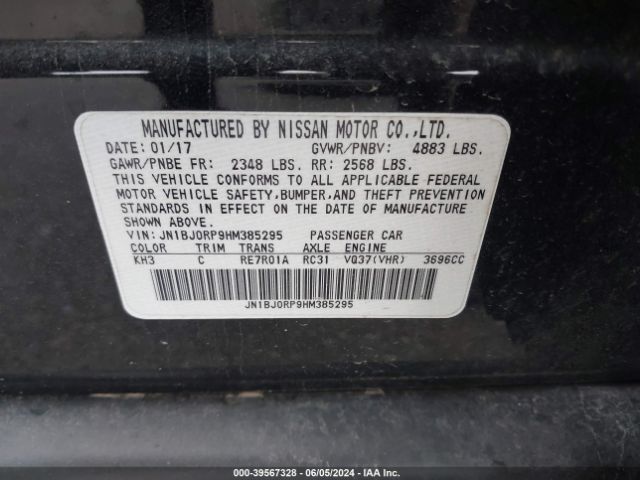 MANUFACTURED BY NISSAN MOTOR CO.,LTD.
DATE: 01/17 GVWR/PNBV: 4883 LBS.
GAWR/PNBE FR: 2348 LBS. RR: 2568 LBS.
THIS VEHICLE CONFORMS TO ALL APPLICABLE FEDERAL
MOTOR VEHICLE SAFETY,BUMPER,AND THEFT PREVENTION
STANDARDS IN EFFECT ON THE DATE OF MANUFACTURE
SHOWN ABOVE.
VIN: JN1BJ0RP9HM385295 PASSENGER CAR
COLOR TRIM TRANS AXLE ENGINE
KH3 C RE7R01A RC31 VQ37(VHR) 3696CC
JN1BJ0RP9HM385295
000-39567328 - 06/05/2024 - IAAI.com